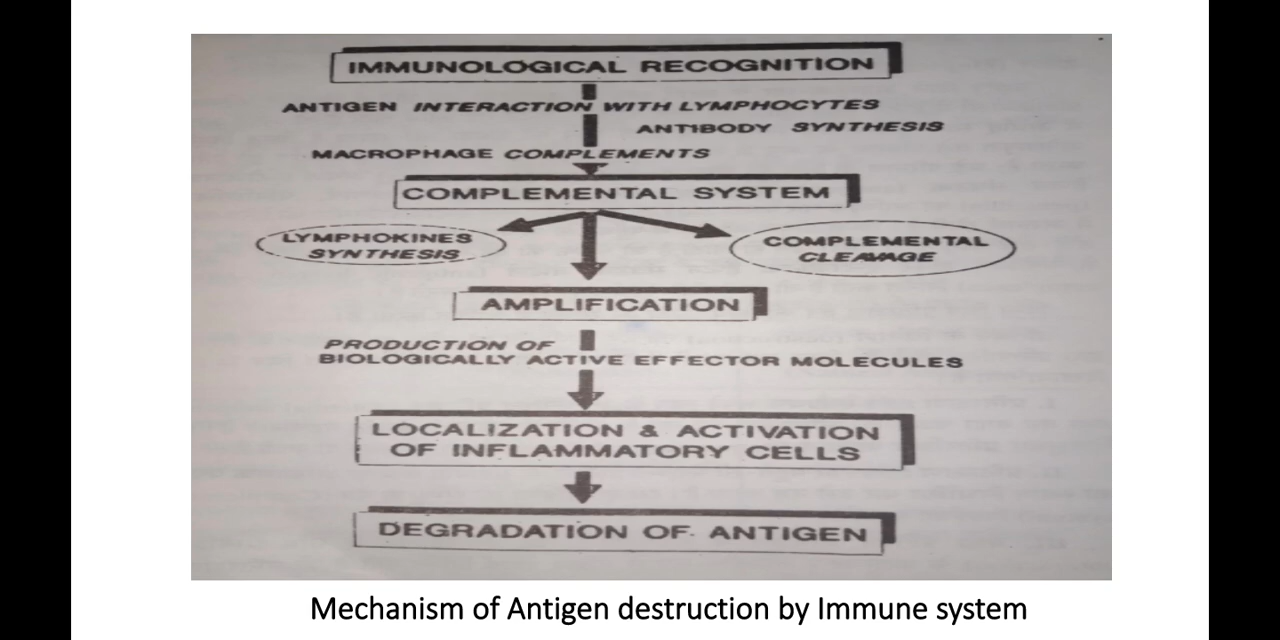 IMMUNOLOGICAL RECOGNITION
ANTIGEN INTERACTION WITH LYMPHOCYTES
ANTIBODY SYNTHESIS
MACROPHAGE COMPLEMENTS
COMPLEMENTAL SYSTEM
LYMPHOKINES
SYNTHESIS
COMPLEMENTAL
CLEAVAGE
AMPLIFICATION
PRODUCTION OF
BIOLOGICALLY ACTIVE EFFECTOR MOLECULES
LOCALIZATION & ACTIVATION
OF INFLAMMATORY CELLS
DEGRADATION OF ANTIGEN
Mechanism of Antigen destruction by Immune system